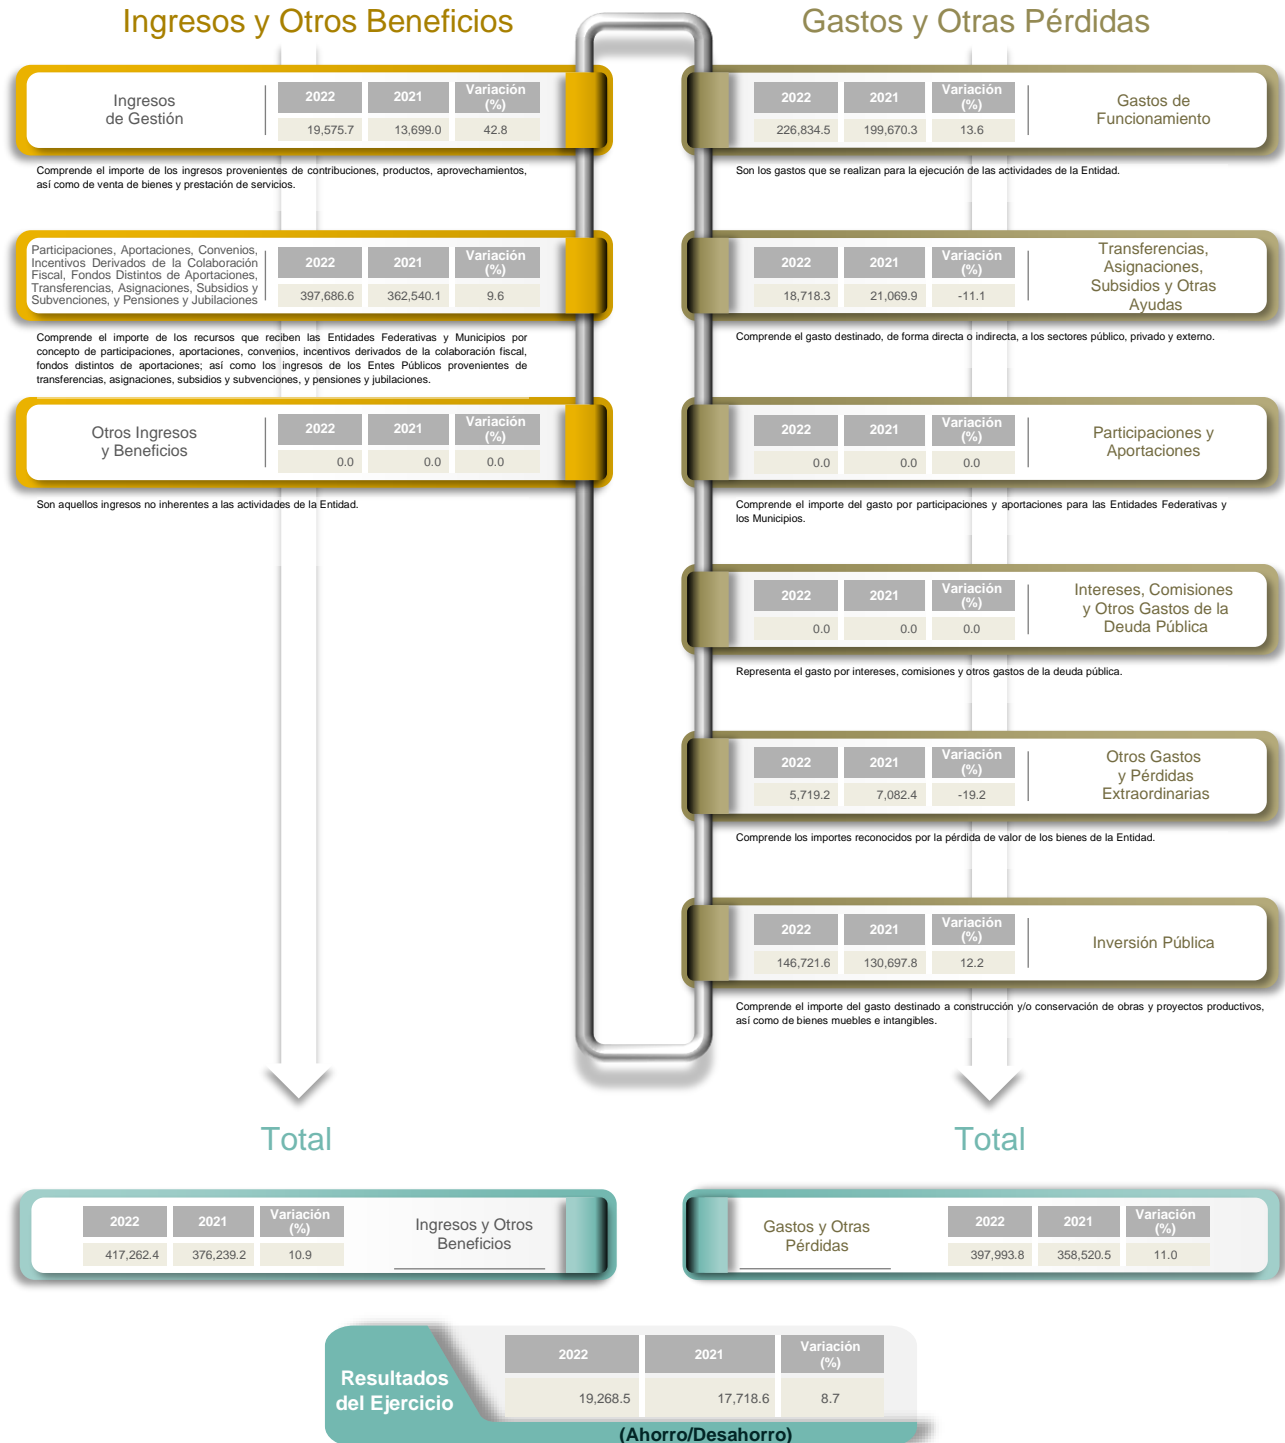 Ingresos y Otros Beneficios
Ingresos
de Gestión
2022 2021 Variación
(%)
19,575.7 13,699.0 42.8
Comprende el importe de los ingresos provenientes de contribuciones, productos, aprovechamientos,
así como de venta de bienes y prestación de servicios.
Participaciones, Aportaciones, Convenios,
Incentivos Derivados de la Colaboración
Fiscal, Fondos Distintos de Aportaciones,
Transferencias, Asignaciones, Subsidios y
Subvenciones, y Pensiones y Jubilaciones
2022 2021 Variación
(%)
397,686.6 362,540.1 9.6
Comprende el importe de los recursos que reciben las Entidades Federativas y Municipios por
concepto de participaciones, aportaciones, convenios, incentivos derivados de la colaboración fiscal,
fondos distintos de aportaciones; así como los ingresos de los Entes Públicos provenientes de
transferencias, asignaciones, subsidios y subvenciones, y pensiones y jubilaciones.
Otros Ingresos
y Beneficios
2022 2021 Variación
(%)
0.0 0.0 0.0
Son aquellos ingresos no inherentes a las actividades de la Entidad.
Gastos y Otras Pérdidas
2022 2021 Variación
(%)
226,834.5 199,670.3 13.6
Gastos de
Funcionamiento
Son los gastos que se realizan para la ejecución de las actividades de la Entidad.
2022 2021 Variación
(%)
18,718.3 21,069.9 -11.1
Transferencias,
Asignaciones,
Subsidios y Otras
Ayudas
Comprende el gasto destinado, de forma directa o indirecta, a los sectores público, privado y externo.
2022 2021 Variación
(%)
0.0 0.0 0.0
Participaciones y
Aportaciones
Comprende el importe del gasto por participaciones y aportaciones para las Entidades Federativas y
los Municipios.
2022 2021 Variación
(%)
0.0 0.0 0.0
Intereses, Comisiones
y Otros Gastos de la
Deuda Pública
Representa el gasto por intereses, comisiones y otros gastos de la deuda pública.
2022 2021 Variación
(%)
5,719.2 7,082.4 -19.2
Otros Gastos
y Pérdidas
Extraordinarias
Comprende los importes reconocidos por la pérdida de valor de los bienes de la Entidad.
2022 2021 Variación
(%)
146,721.6 130,697.8 12.2
Inversión Pública
Comprende el importe del gasto destinado a construcción y/o conservación de obras y proyectos productivos,
así como de bienes muebles e intangibles.
Total
2022 2021 Variación
(%)
417,262.4 376,239.2 10.9
Ingresos y Otros
Beneficios
Total
Gastos y Otras
Pérdidas
2022 2021 Variación
(%)
397,993.8 358,520.5 11.0
Resultados
del Ejercicio
2022 2021 Variación
(%)
19,268.5 17,718.6 8.7
(Ahorro/Desahorro)